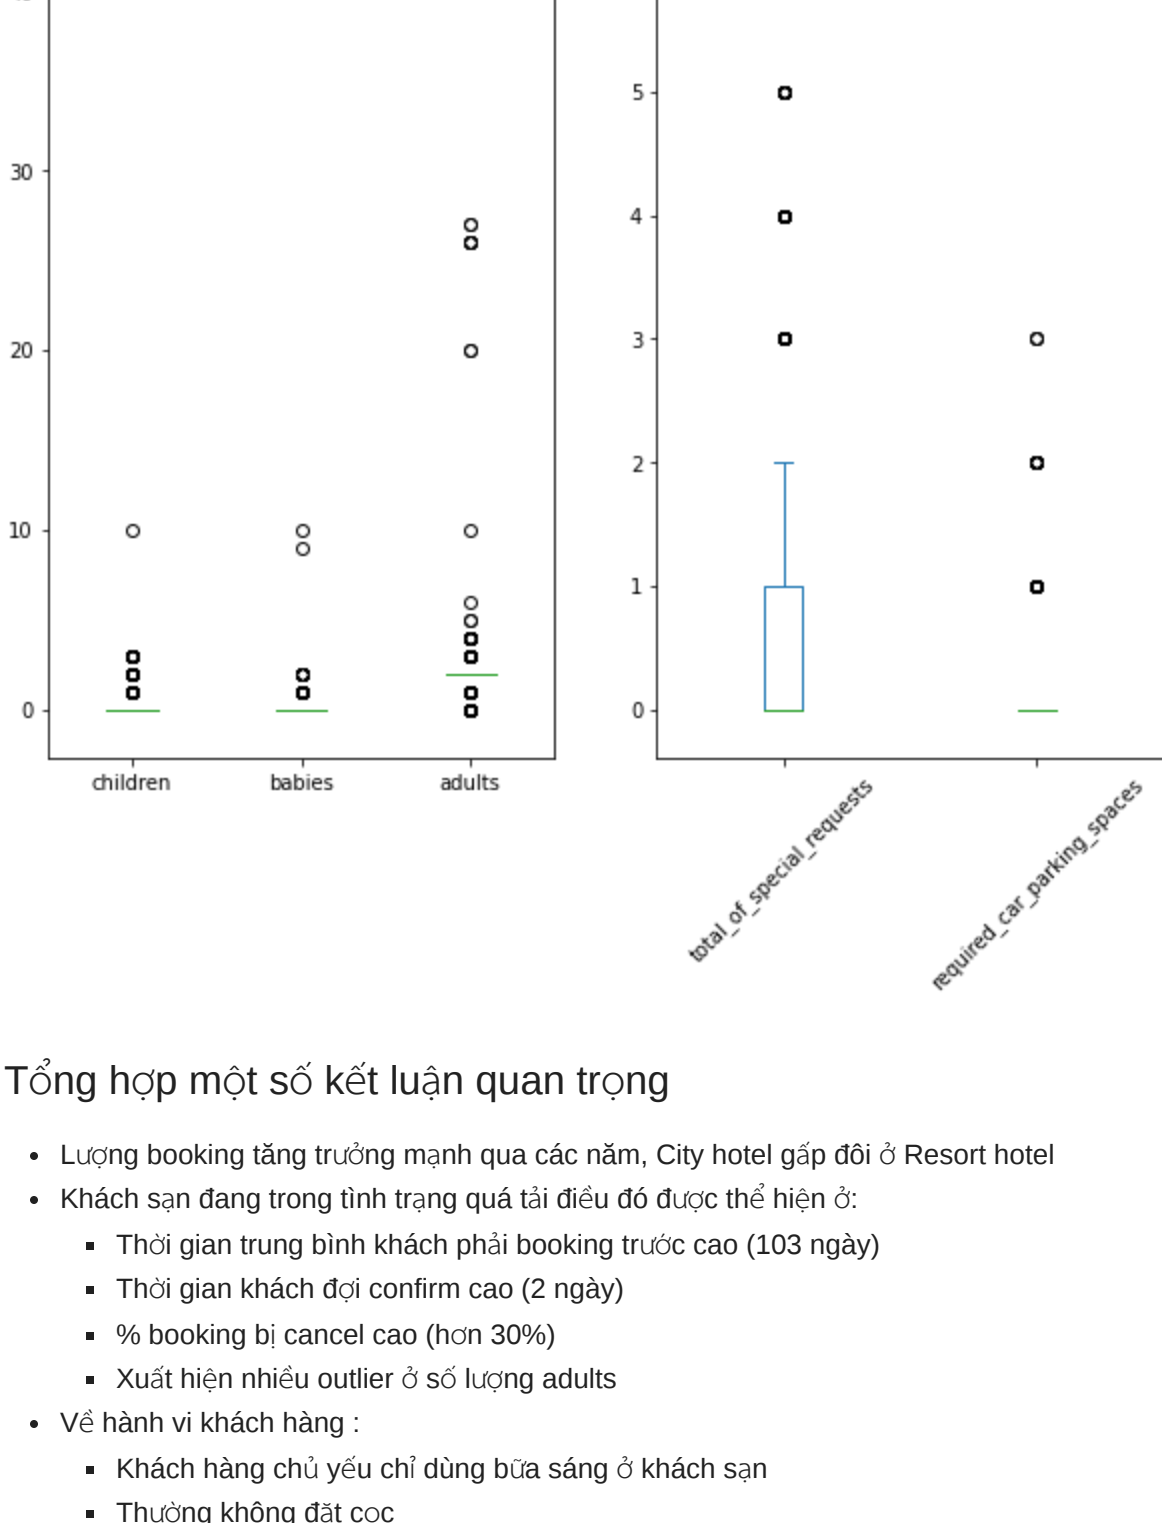 5
30
4
20
3
2
10
1
0
0
children babies adults
total_of_special_requests
required_car_parking_spaces
Tổng hợp một số kết luận quan trọng
• Lượng booking tăng trưởng mạnh qua các năm, City hotel gấp đôi ở Resort hotel
• Khách sạn đang trong tình trạng quá tải điều đó được thể hiện ở:
▪ Thời gian trung bình khách phải booking trước cao (103 ngày)
▪ Thời gian khách đợi confirm cao (2 ngày)
▪ % booking bị cancel cao (hơn 30%)
▪ Xuất hiện nhiều outlier ở số lượng adults
• Về hành vi khách hàng :
▪ Khách hàng chủ yếu chỉ dùng bữa sáng ở khách sạn
▪ Thường không đặt cọc